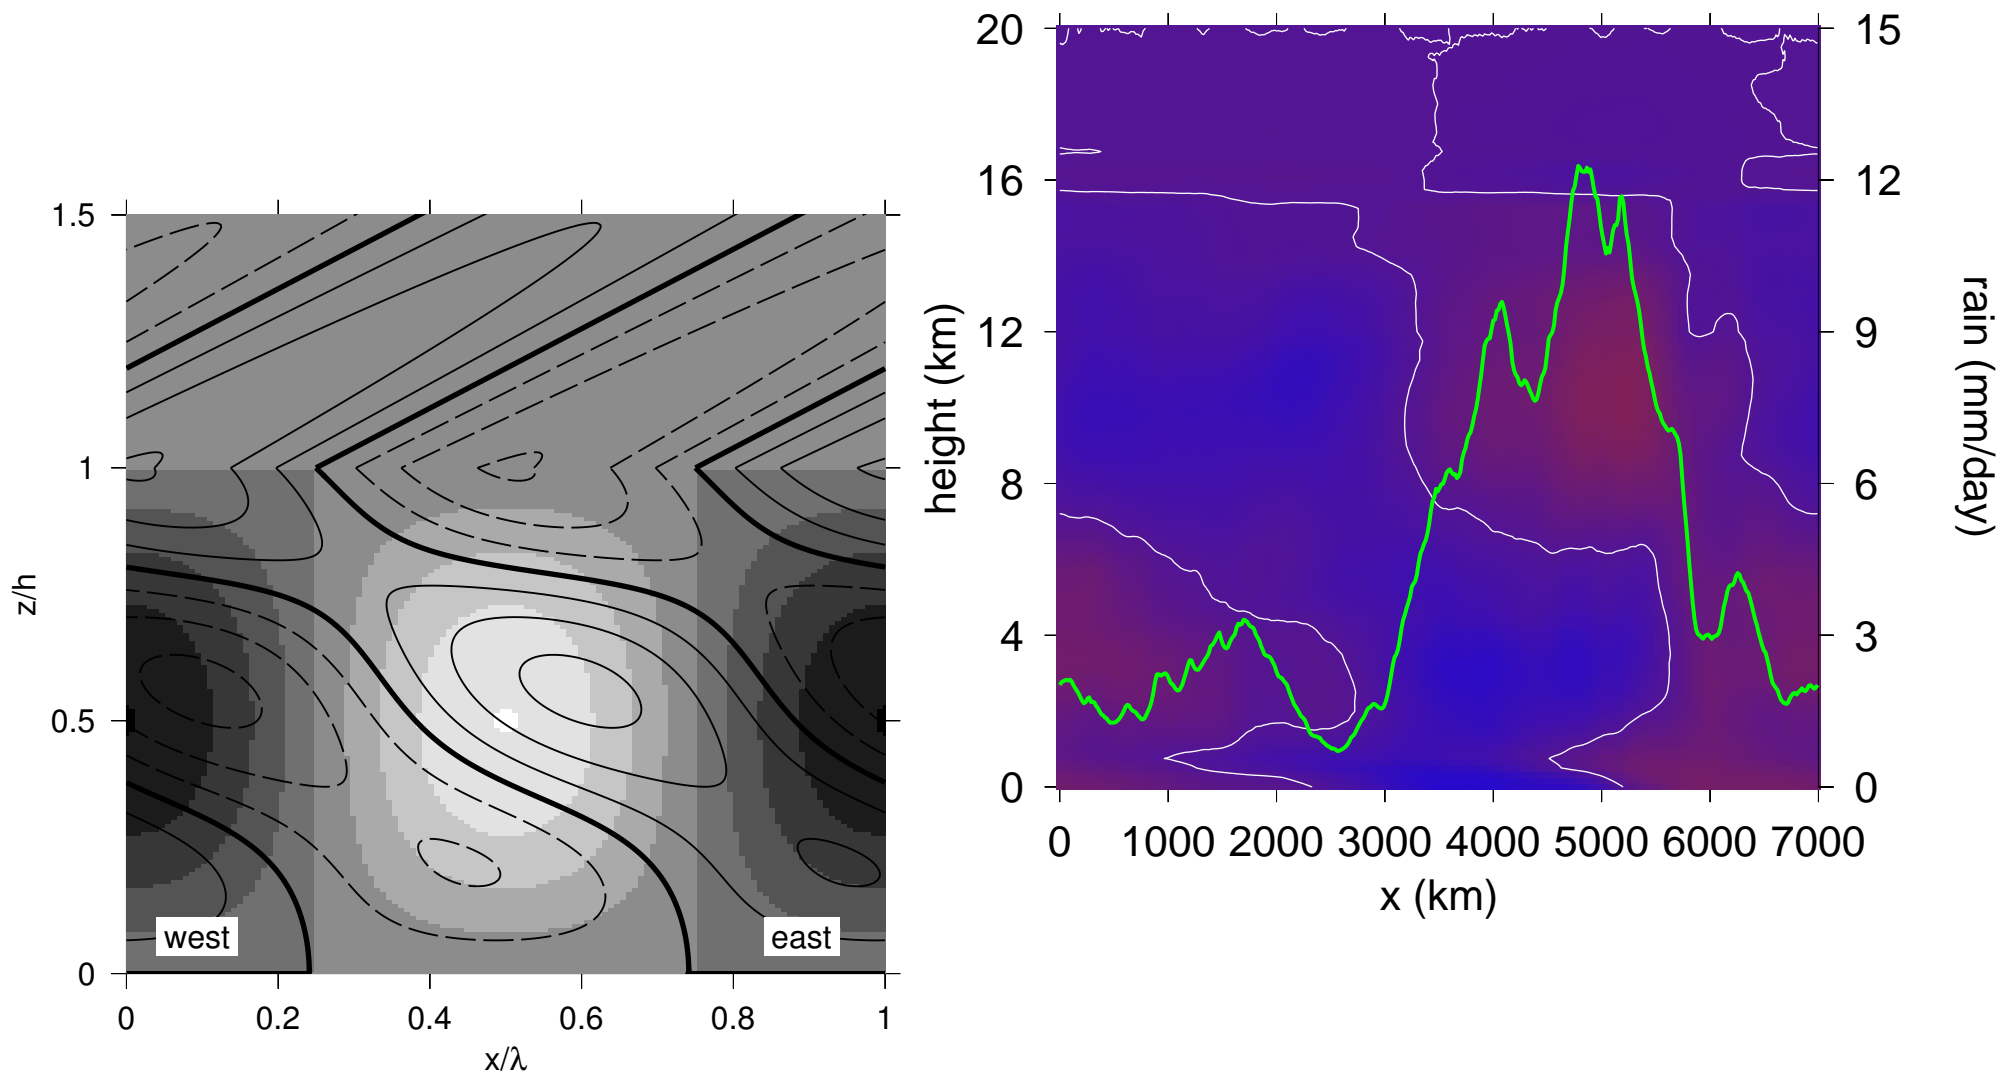 1.5
1
0.5
0
z/h
west
east
0 0.2 0.4 0.6 0.8 1
x/λ
20
16
12
8
4
0
height (km)
15
12
9
6
3
0
rain (mm/day)
0 1000 2000 3000 4000 5000 6000 7000
x (km)